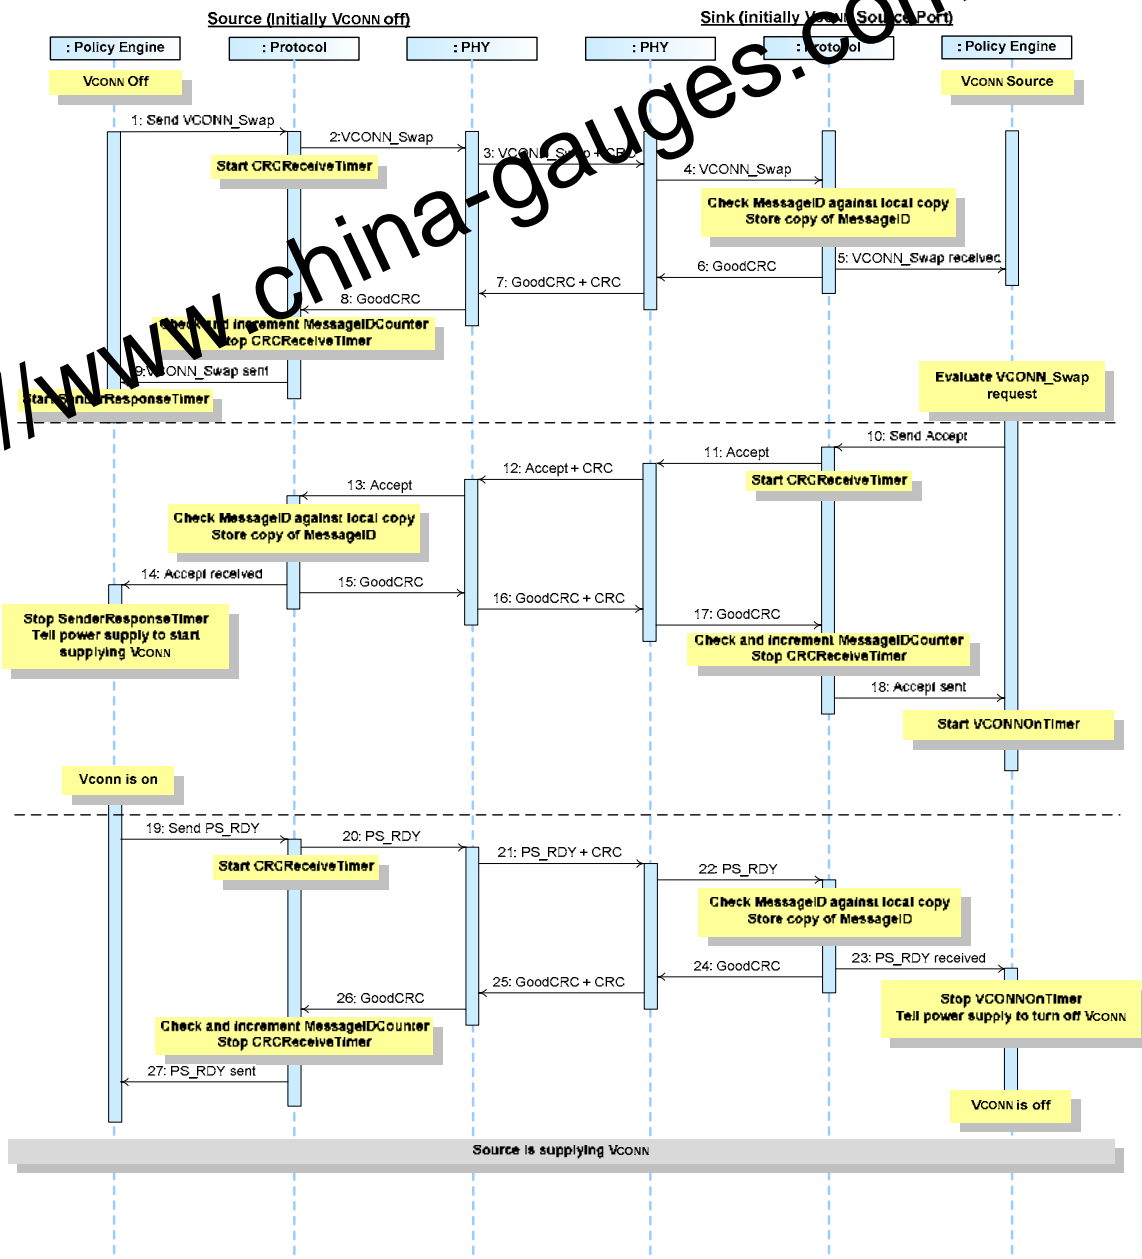 Source (Initially VCONN off)
Sink (initially VCONN Source Port)
: Policy Engine
: Protocol
: PHY
: PHY
: Protocol
: Policy Engine
VCONN Off
VCONN Source
1: Send VCONN_Swap
2:VCONN_Swap
Start CRCReceiveTimer
3: VCONN_Swap + CRC
4: VCONN_Swap
Check MessageID against local copy
Store copy of MessageID
5: VCONN_Swap received
6: GoodCRC
7: GoodCRC + CRC
8: GoodCRC
Check and increment MessageIDCounter
Stop CRCReceiveTimer
9:VCONN_Swap sent
Start SenderResponseTimer
//www.china-gauges.com
Evaluate VCONN_Swap
request
10: Send Accept
11: Accept
Start CRCReceiveTimer
12: Accept + CRC
13: Accept
Check MessageID against local copy
Store copy of MessageID
14: Accept received
15: GoodCRC
16: GoodCRC + CRC
17: GoodCRC
Stop SenderResponseTimer
Tell power supply to start
supplying VCONN
Check and increment MessageIDCounter
Stop CRCReceiveTimer
18: Accept sent
Start VCONNOnTimer
Vconn is on
19: Send PS_RDY
20: PS_RDY
Start CRCReceiveTimer
21: PS_RDY + CRC
22: PS_RDY
Check MessageID against local copy
Store copy of MessageID
23: PS_RDY received
24: GoodCRC
25: GoodCRC + CRC
26: GoodCRC
Stop VCONNOnTimer
Tell power supply to turn off VCONN
Check and increment MessageIDCounter
Stop CRCReceiveTimer
27: PS_RDY sent
VCONN is off
Source is supplying VCONN